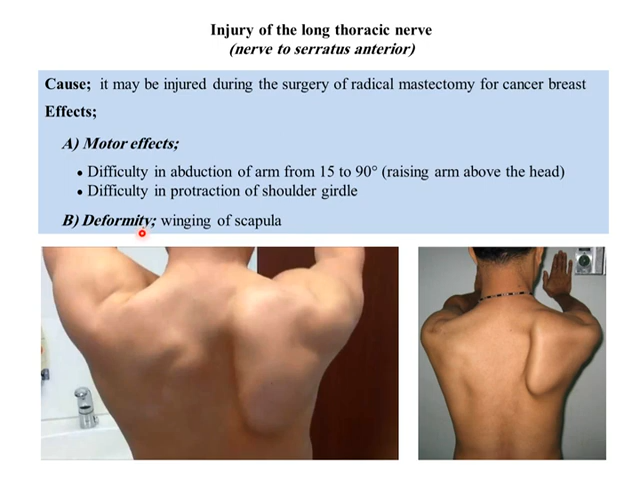 Injury of the long thoracic nerve
(nerve to serratus anterior)
Cause; it may be injured during the surgery of radical mastectomy for cancer breast
Effects;
A) Motor effects;
• Difficulty in abduction of arm from 15 to 90° (raising arm above the head)
• Difficulty in protraction of shoulder girdle
B) Deformity; winging of scapula